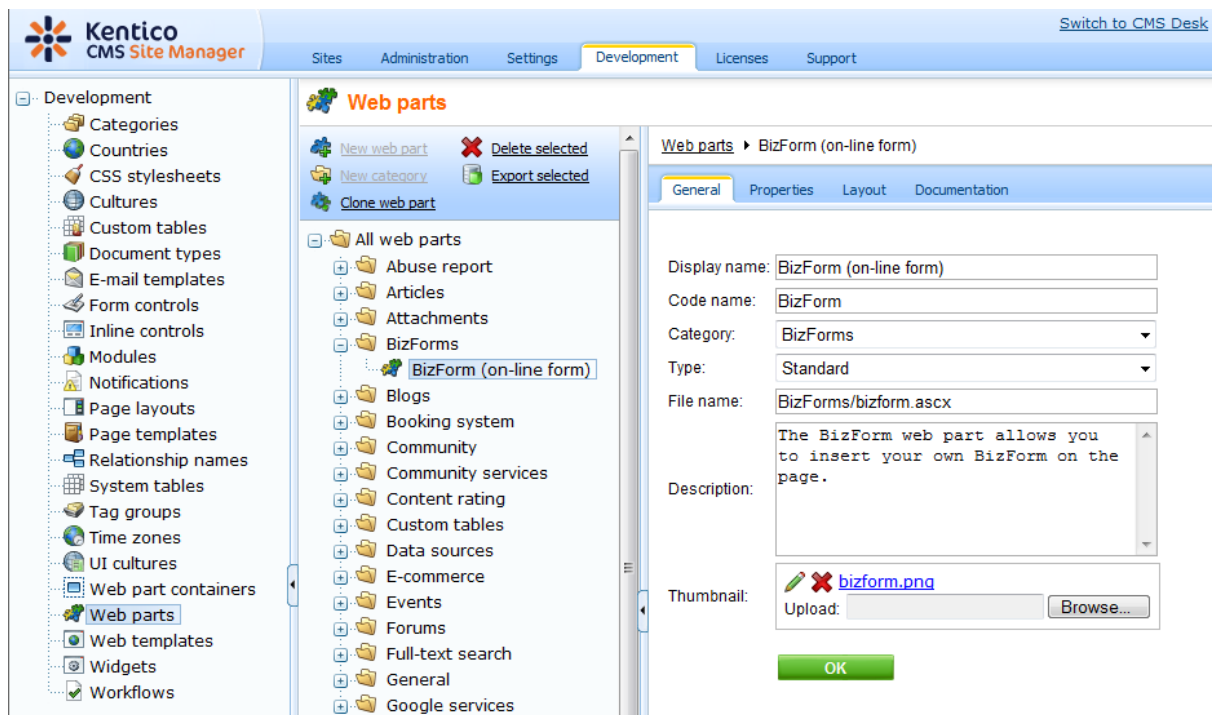 Switch to CMS Desk
Kentico
CMS Site Manager
Sites Administration Settings Development Licenses Support
Development
Categories
Countries
CSS stylesheets
Cultures
Custom tables
Document types
E-mail templates
Form controls
Inline controls
Modules
Notifications
Page layouts
Page templates
Relationship names
System tables
Tag groups
Time zones
UI cultures
Web part containers
Web parts
Web templates
Widgets
Workflows
Web parts
New web part Delete selected
New category Export selected
Clone web part
All web parts
Abuse report
Articles
Attachments
BizForms
BizForm (on-line form)
Blogs
Booking system
Community
Community services
Content rating
Custom tables
Data sources
E-commerce
Events
Forums
Full-text search
General
Google services
Web parts BizForm (on-line form)
General Properties Layout Documentation
Display name: BizForm (on-line form)
Code name: BizForm
Category: BizForms
Type: Standard
File name: BizForms/bizform.ascx
Description: The BizForm web part allows you
to insert your own BizForm on the
page.
Thumbnail: bizform.png
Upload: Browse...
OK